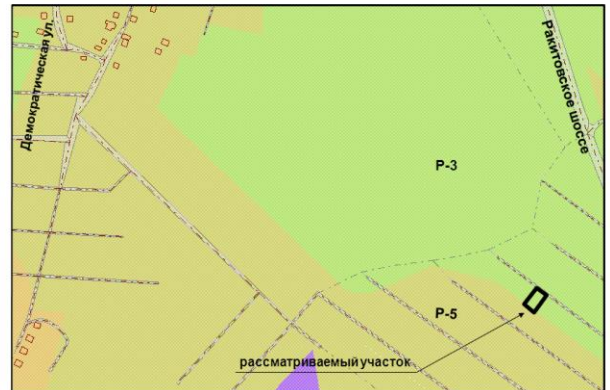 Демократическая ул.
Ракитовское шоссе
Р-3
Р-5
рассматриваемый участок